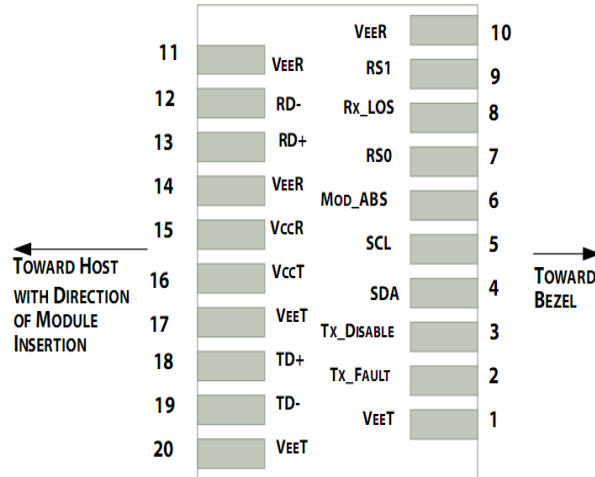 VEER 10
11 VEER
RS1 9
12 RD-
RX_LOS 8
13 RD+
RS0 7
14 VEER
MOD_ABS 6
15 VCCR
SCL 5
TOWARD HOST
WITH DIRECTION
OF MODULE
INSERTION
16 VCCT
SDA 4
TOWARD
BEZEL
17 VEET
TX_DISABLE 3
18 TD+
TX_FAULT 2
19 TD-
VEET 1
20 VEET